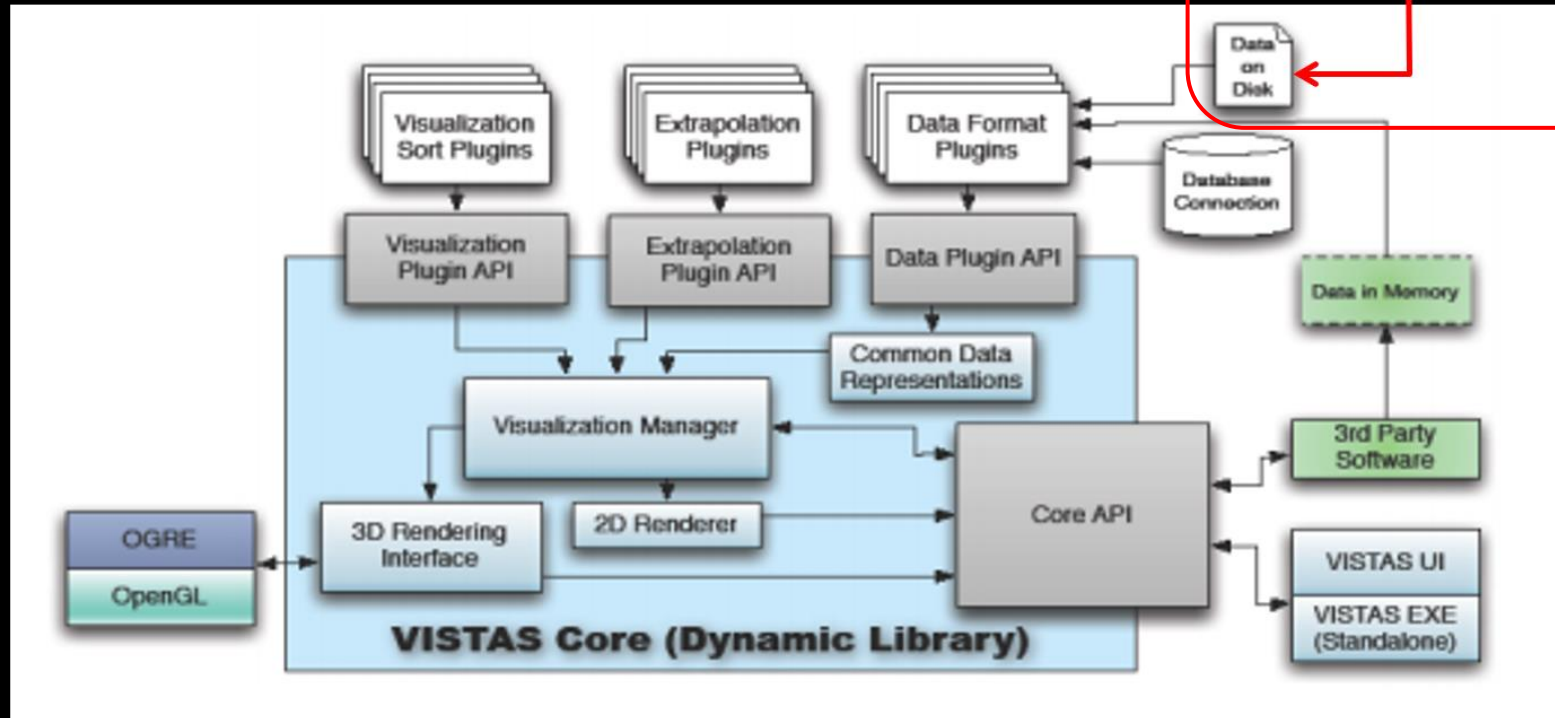 Data
on
Disk
Visualization
Sort Plugins
Extrapolation
Plugins
Data Format
Plugins
Database
Connection
Visualization
Plugin API
Extrapolation
Plugin API
Data Plugin API
Data in Memory
Common Data
Representations
Visualization Manager
3rd Party
Software
Core API
3D Rendering
Interface
2D Renderer
OGRE
OpenGL
VISTAS UI
VISTAS EXE
(Standalone)
VISTAS Core (Dynamic Library)